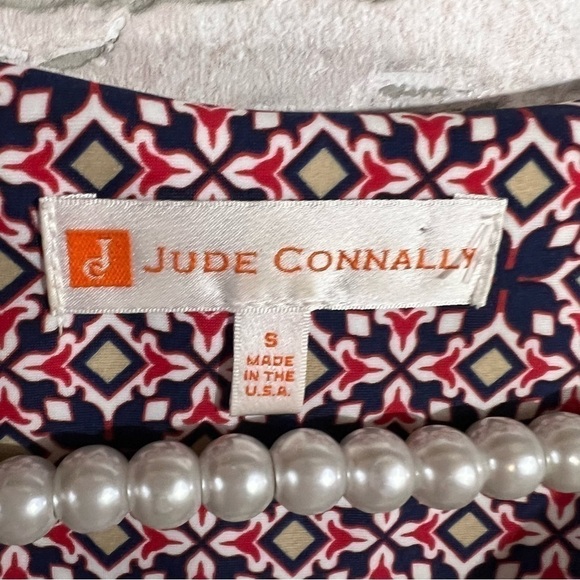 J JUDE CONNALLY
S
MADE
IN THE
U.S.A.